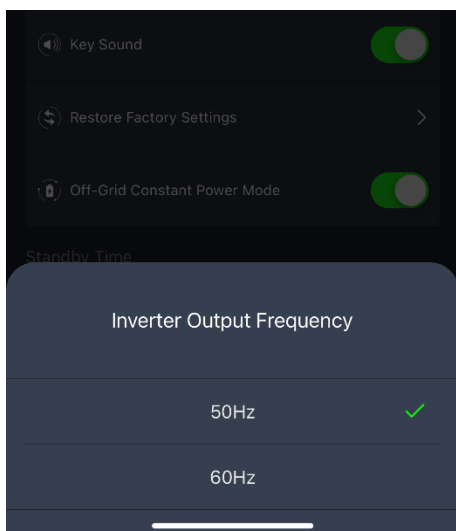 Key Sound
Restore Factory Settings
Off-Grid Constant Power Mode
Standby Time
Inverter Output Frequency
50Hz
60Hz